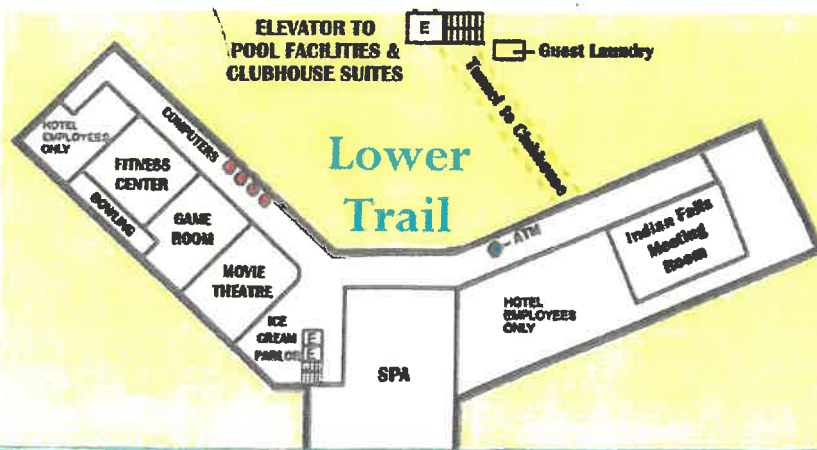 ELEVATOR TO
POOL FACILITIES &
CLUBHOUSE SUITES
E
Guest Laundry
Tunnel to Clubhouse
COMPUTERS
HOTEL
EMPLOYEES
ONLY
FITNESS
CENTER
BOWLING
GAME
ROOM
MOVIE
THEATRE
ICE
CREAM
PARLOR
E
E
Lower
Trail
ATM
Indian Falls
Meeting
Room
HOTEL
EMPLOYEES
ONLY
SPA